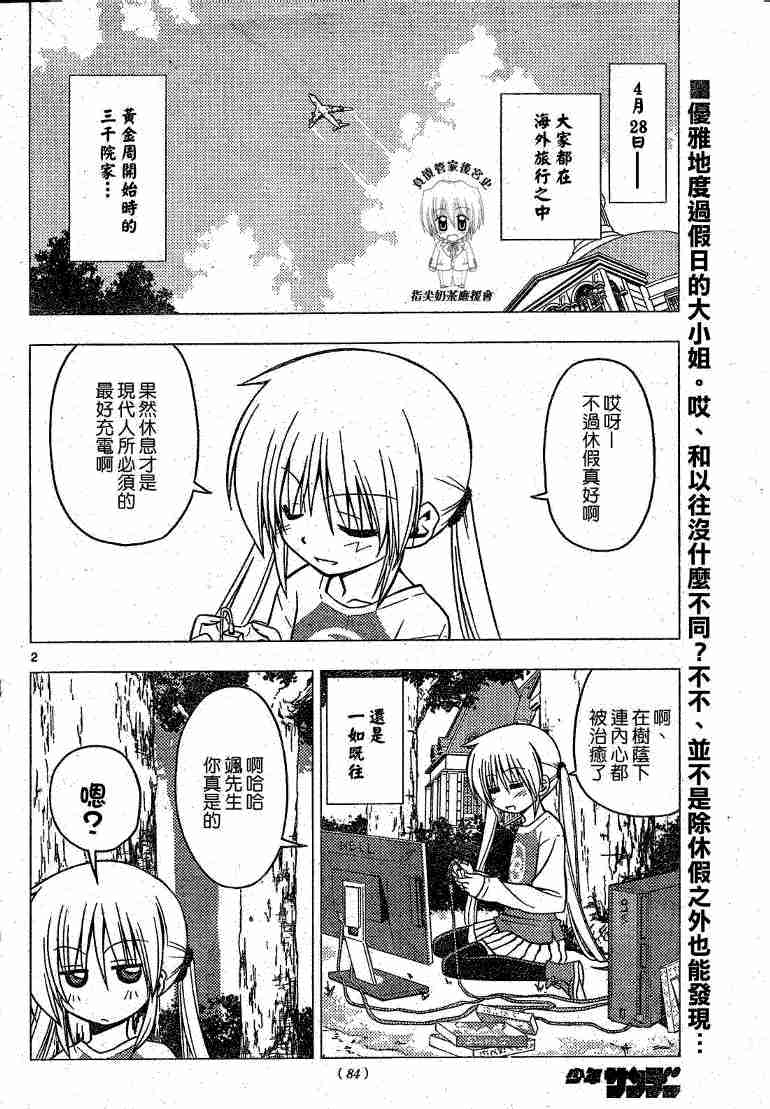 4月28日——
大家都在
海外旅行之中
負債管家後宮史
指尖奶茶應援會
黃金周開始時的
三千院家…
哎呀—
不過休假真好啊
果然休息才是
現代人所必須的
最好充電啊
2
啊、
在樹蔭下
連內心都
被治癒了
還是
一如既往
啊哈哈
颯先生
你真是的
嗯?
優雅地度過假日的大小姐。哎、和以往沒什麼不同?不不、並不是除休假之外也能發現…
(84)
少年サンデー